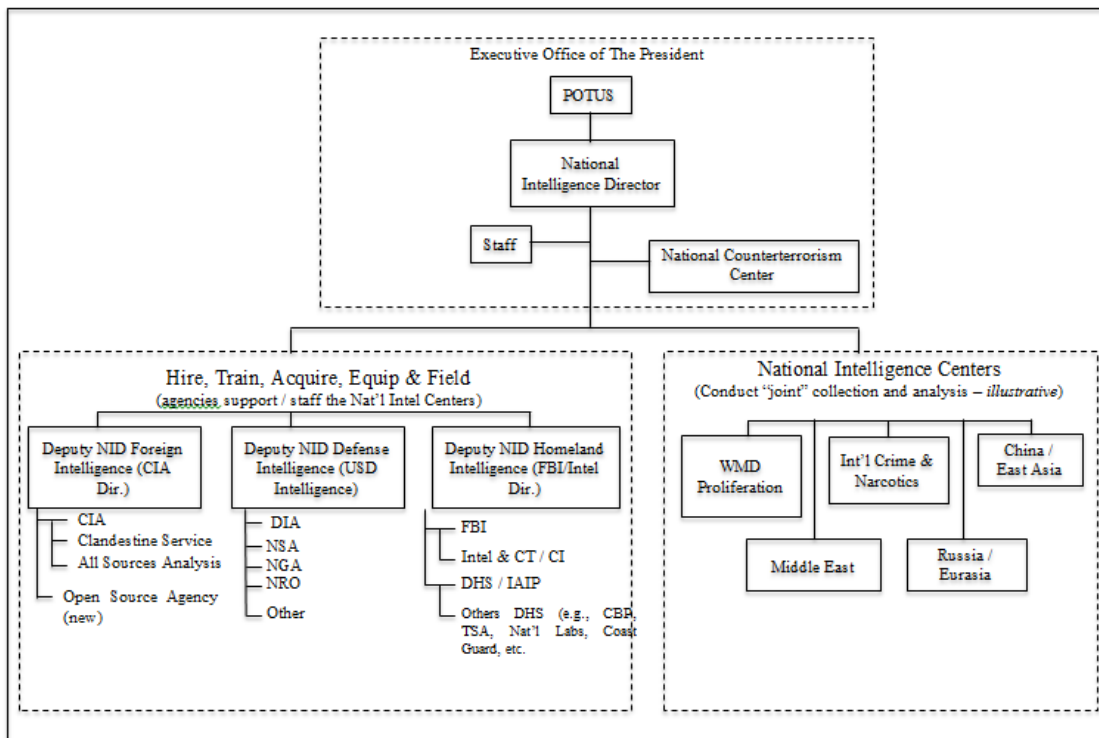 Executive Office of The President
POTUS
National
Intelligence Director
Staff
National Counterterrorism
Center
Hire, Train, Acquire, Equip & Field
(agencies support / staff the Nat'l Intel Centers)
Deputy NID Foreign
Intelligence (CIA
Dir.)
Deputy NID Defense
Intelligence (USD
Intelligence)
Deputy NID Homeland
Intelligence (FBI/Intel
Dir.)
CIA
Clandestine Service
All Sources Analysis
Open Source Agency
(new)
DIA
NSA
NGA
NRO
Other
FBI
Intel & CT / CI
DHS / IAIP
Others DHS (e.g., CBP,
TSA, Nat'l Labs, Coast
Guard, etc.
National Intelligence Centers
(Conduct “joint” collection and analysis – illustrative)
WMD
Proliferation
Int'l Crime &
Narcotics
China /
East Asia
Middle East
Russia /
Eurasia